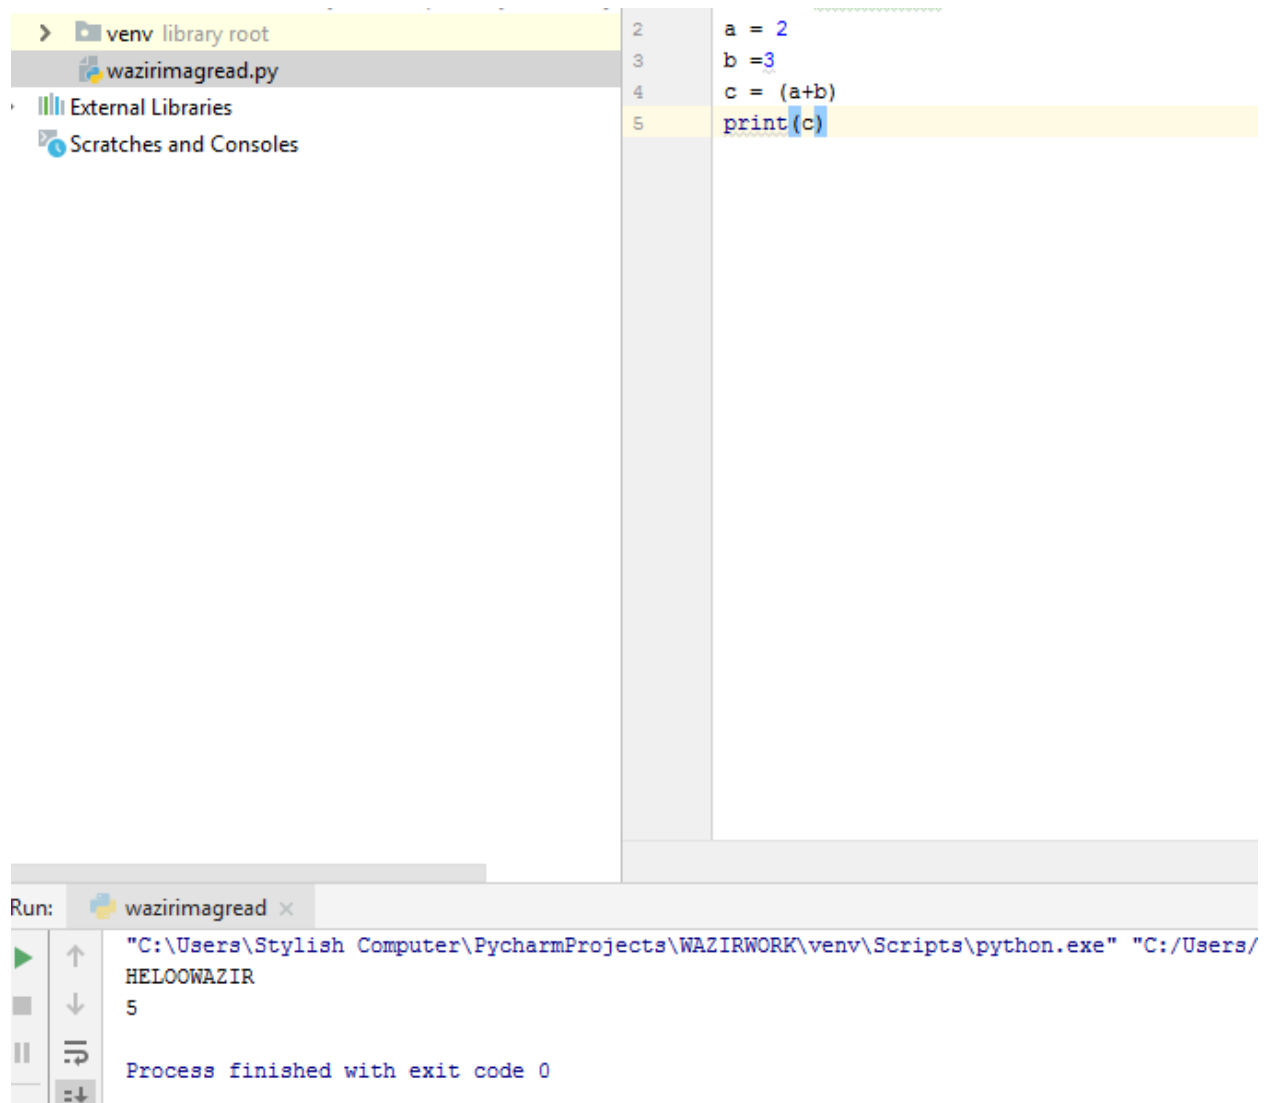 venv library root
wazirimagread.py
External Libraries
Scratches and Consoles
2 a = 2
3 b =3
4 c = (a+b)
5 print(c)
Run: wazirimagread
"C:\Users\Stylish Computer\PycharmProjects\WAZIRWORK\venv\Scripts\python.exe" "C:/Users/
HELOOWAZIR
5
Process finished with exit code 0